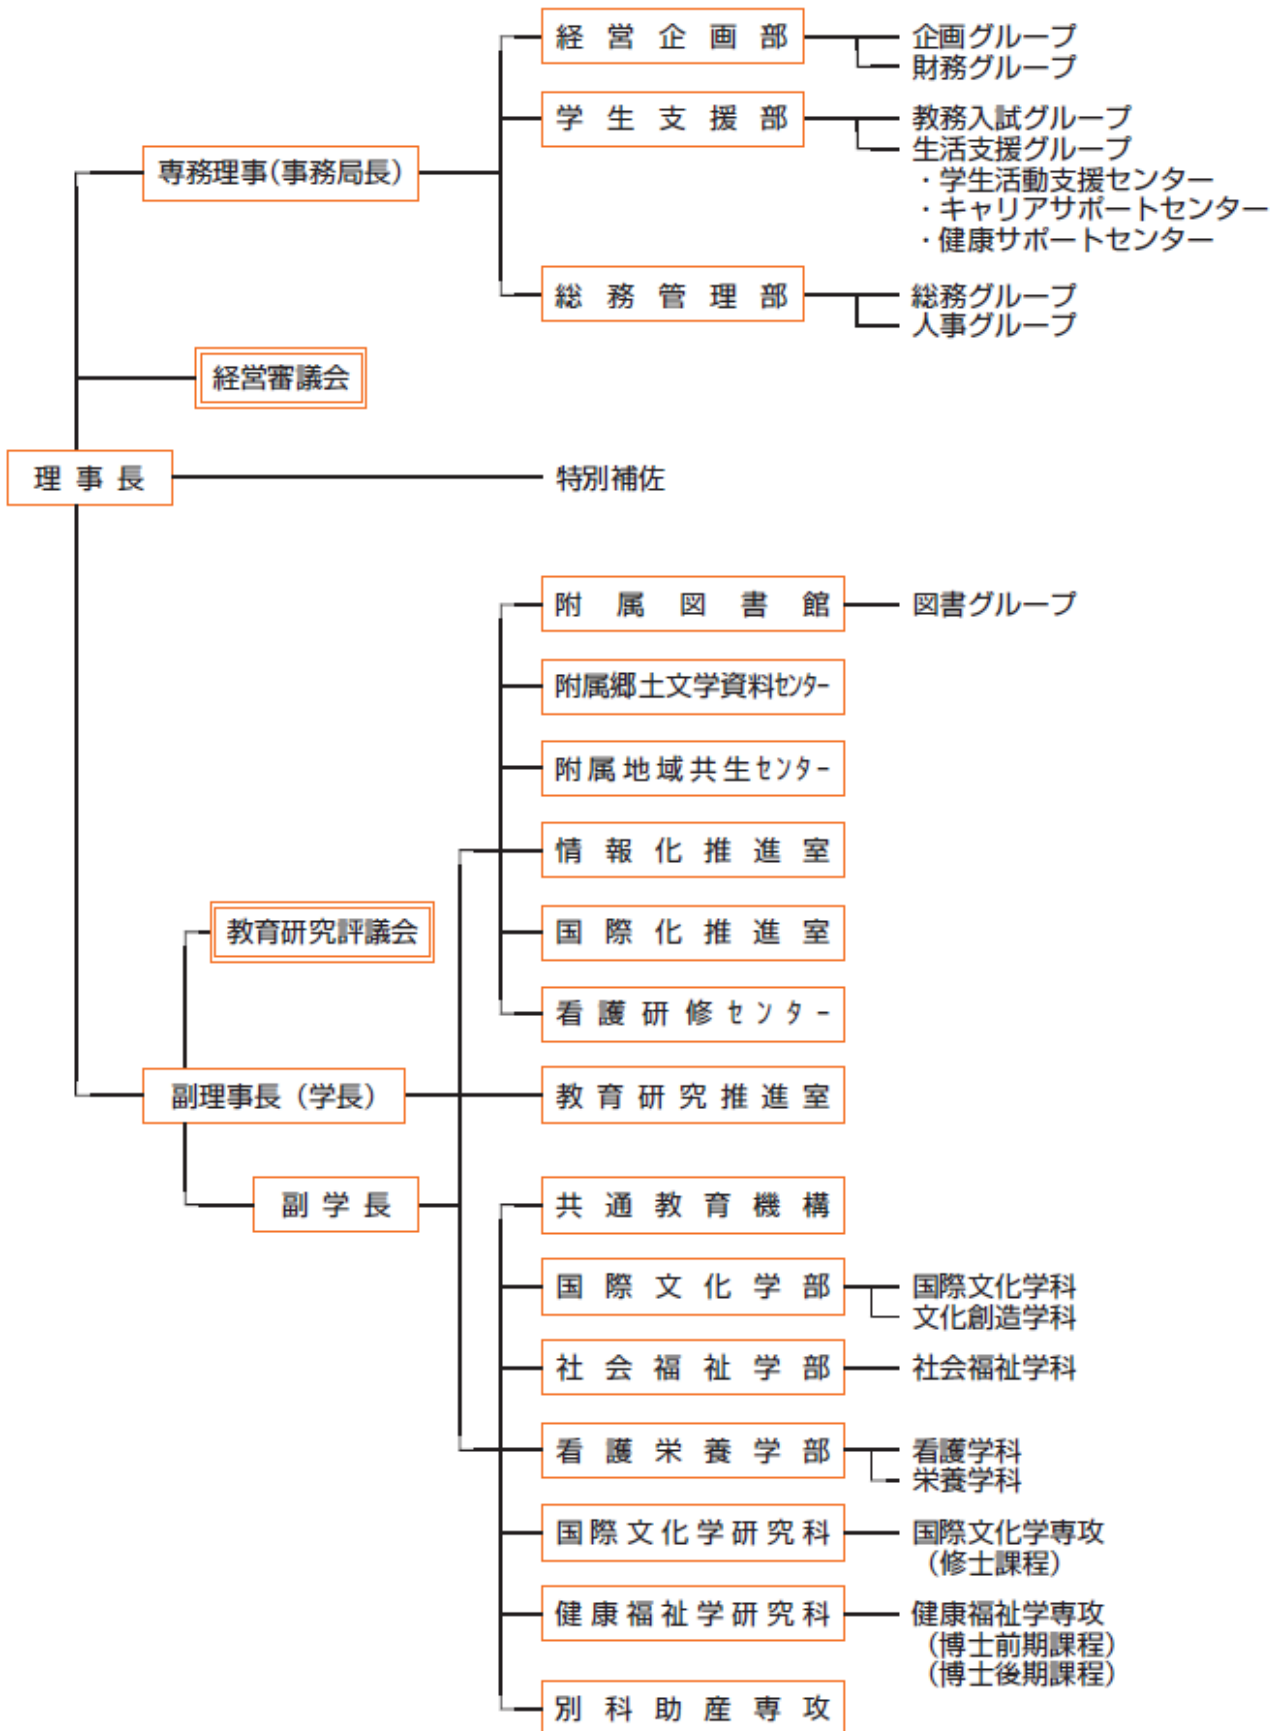 経営企画部
企画グループ
財務グループ
学生支援部
教務入試グループ
生活支援グループ
・学生活動支援センター
・キャリアサポートセンター
・健康サポートセンター
専務理事(事務局長)
総務管理部
総務グループ
人事グループ
経営審議会
理事長
特別補佐
附属図書館
図書グループ
附属郷土文学資料ｾﾝﾀｰ
附属地域共生ｾﾝﾀｰ
情報化推進室
教育研究評議会
国際化推進室
看護研修ｾﾝﾀｰ
副理事長（学長）
教育研究推進室
副学長
共通教育機構
国際文化学部
国際文化学科
文化創造学科
社会福祉学部
社会福祉学科
看護栄養学部
看護学科
栄養学科
国際文化学研究科
国際文化学専攻
（修士課程）
健康福祉学研究科
健康福祉学専攻
（博士前期課程）
（博士後期課程）
別科助産専攻